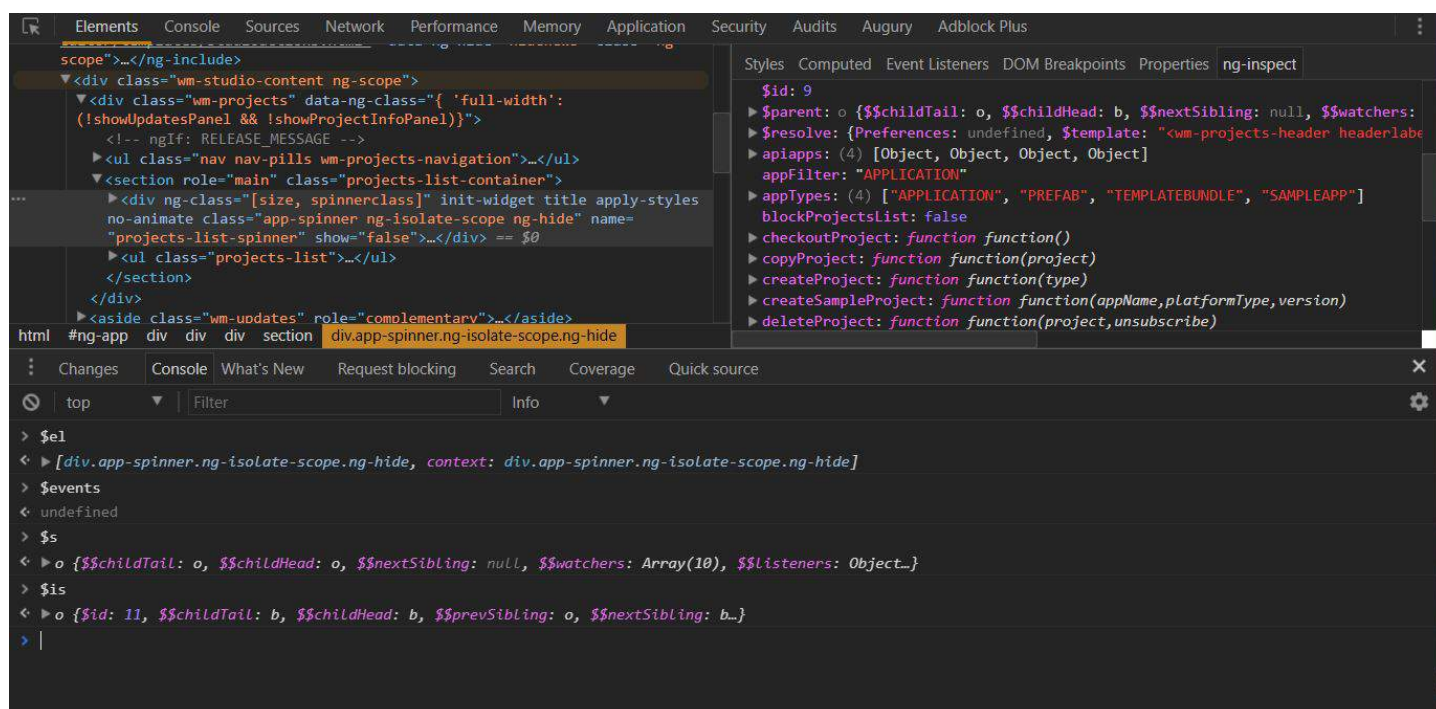 Elements Console Sources Network Performance Memory Application Security Audits Augury Adblock Plus
scope">…</ng-include>
▼<div class="wm-studio-content ng-scope">
▼<div class="wm-projects" data-ng-class="{ 'full-width':
(!showUpdatesPanel && !showProjectInfoPanel)}">
<!-- ngIf: RELEASE_MESSAGE -->
▶<ul class="nav nav-pills wm-projects-navigation">…</ul>
▼<section role="main" class="projects-list-container">
… ▶<div ng-class="[size, spinnerclass]" init-widget title apply-styles
no-animate class="app-spinner ng-isolate-scope ng-hide" name=
"projects-list-spinner" show="false">…</div> == $0
▶<ul class="projects-list">…</ul>
</section>
</div>
▶<aside class="wm-updates" role="complementary">…</aside>
html #ng-app div div div section div.app-spinner.ng-isolate-scope.ng-hide
Styles Computed Event Listeners DOM Breakpoints Properties ng-inspect
$id: 9
▶$parent: o {$$childTail: o, $$childHead: b, $$nextSibling: null, $$watchers:
▶$resolve: {Preferences: undefined, $template: "<wm-projects-header headerlabe
▶apiapps: (4) [Object, Object, Object, Object]
appFilter: "APPLICATION"
▶appTypes: (4) ["APPLICATION", "PREFAB", "TEMPLATEBUNDLE", "SAMPLEAPP"]
blockProjectsList: false
▶checkoutProject: function function()
▶copyProject: function function(project)
▶createProject: function function(type)
▶createSampleProject: function function(appName,platformType,version)
▶deleteProject: function function(project,unsubscribe)
Changes Console What's New Request blocking Search Coverage Quick source
top ▼ Filter Info ▼
> $el
▶[div.app-spinner.ng-isolate-scope.ng-hide, context: div.app-spinner.ng-isolate-scope.ng-hide]
> $events
undefined
> $s
▶o {$$childTail: o, $$childHead: o, $$nextSibling: null, $$watchers: Array(10), $$listeners: Object…}
> $is
▶o {$id: 11, $$childTail: b, $$childHead: b, $$prevSibling: o, $$nextSibling: b…}
>